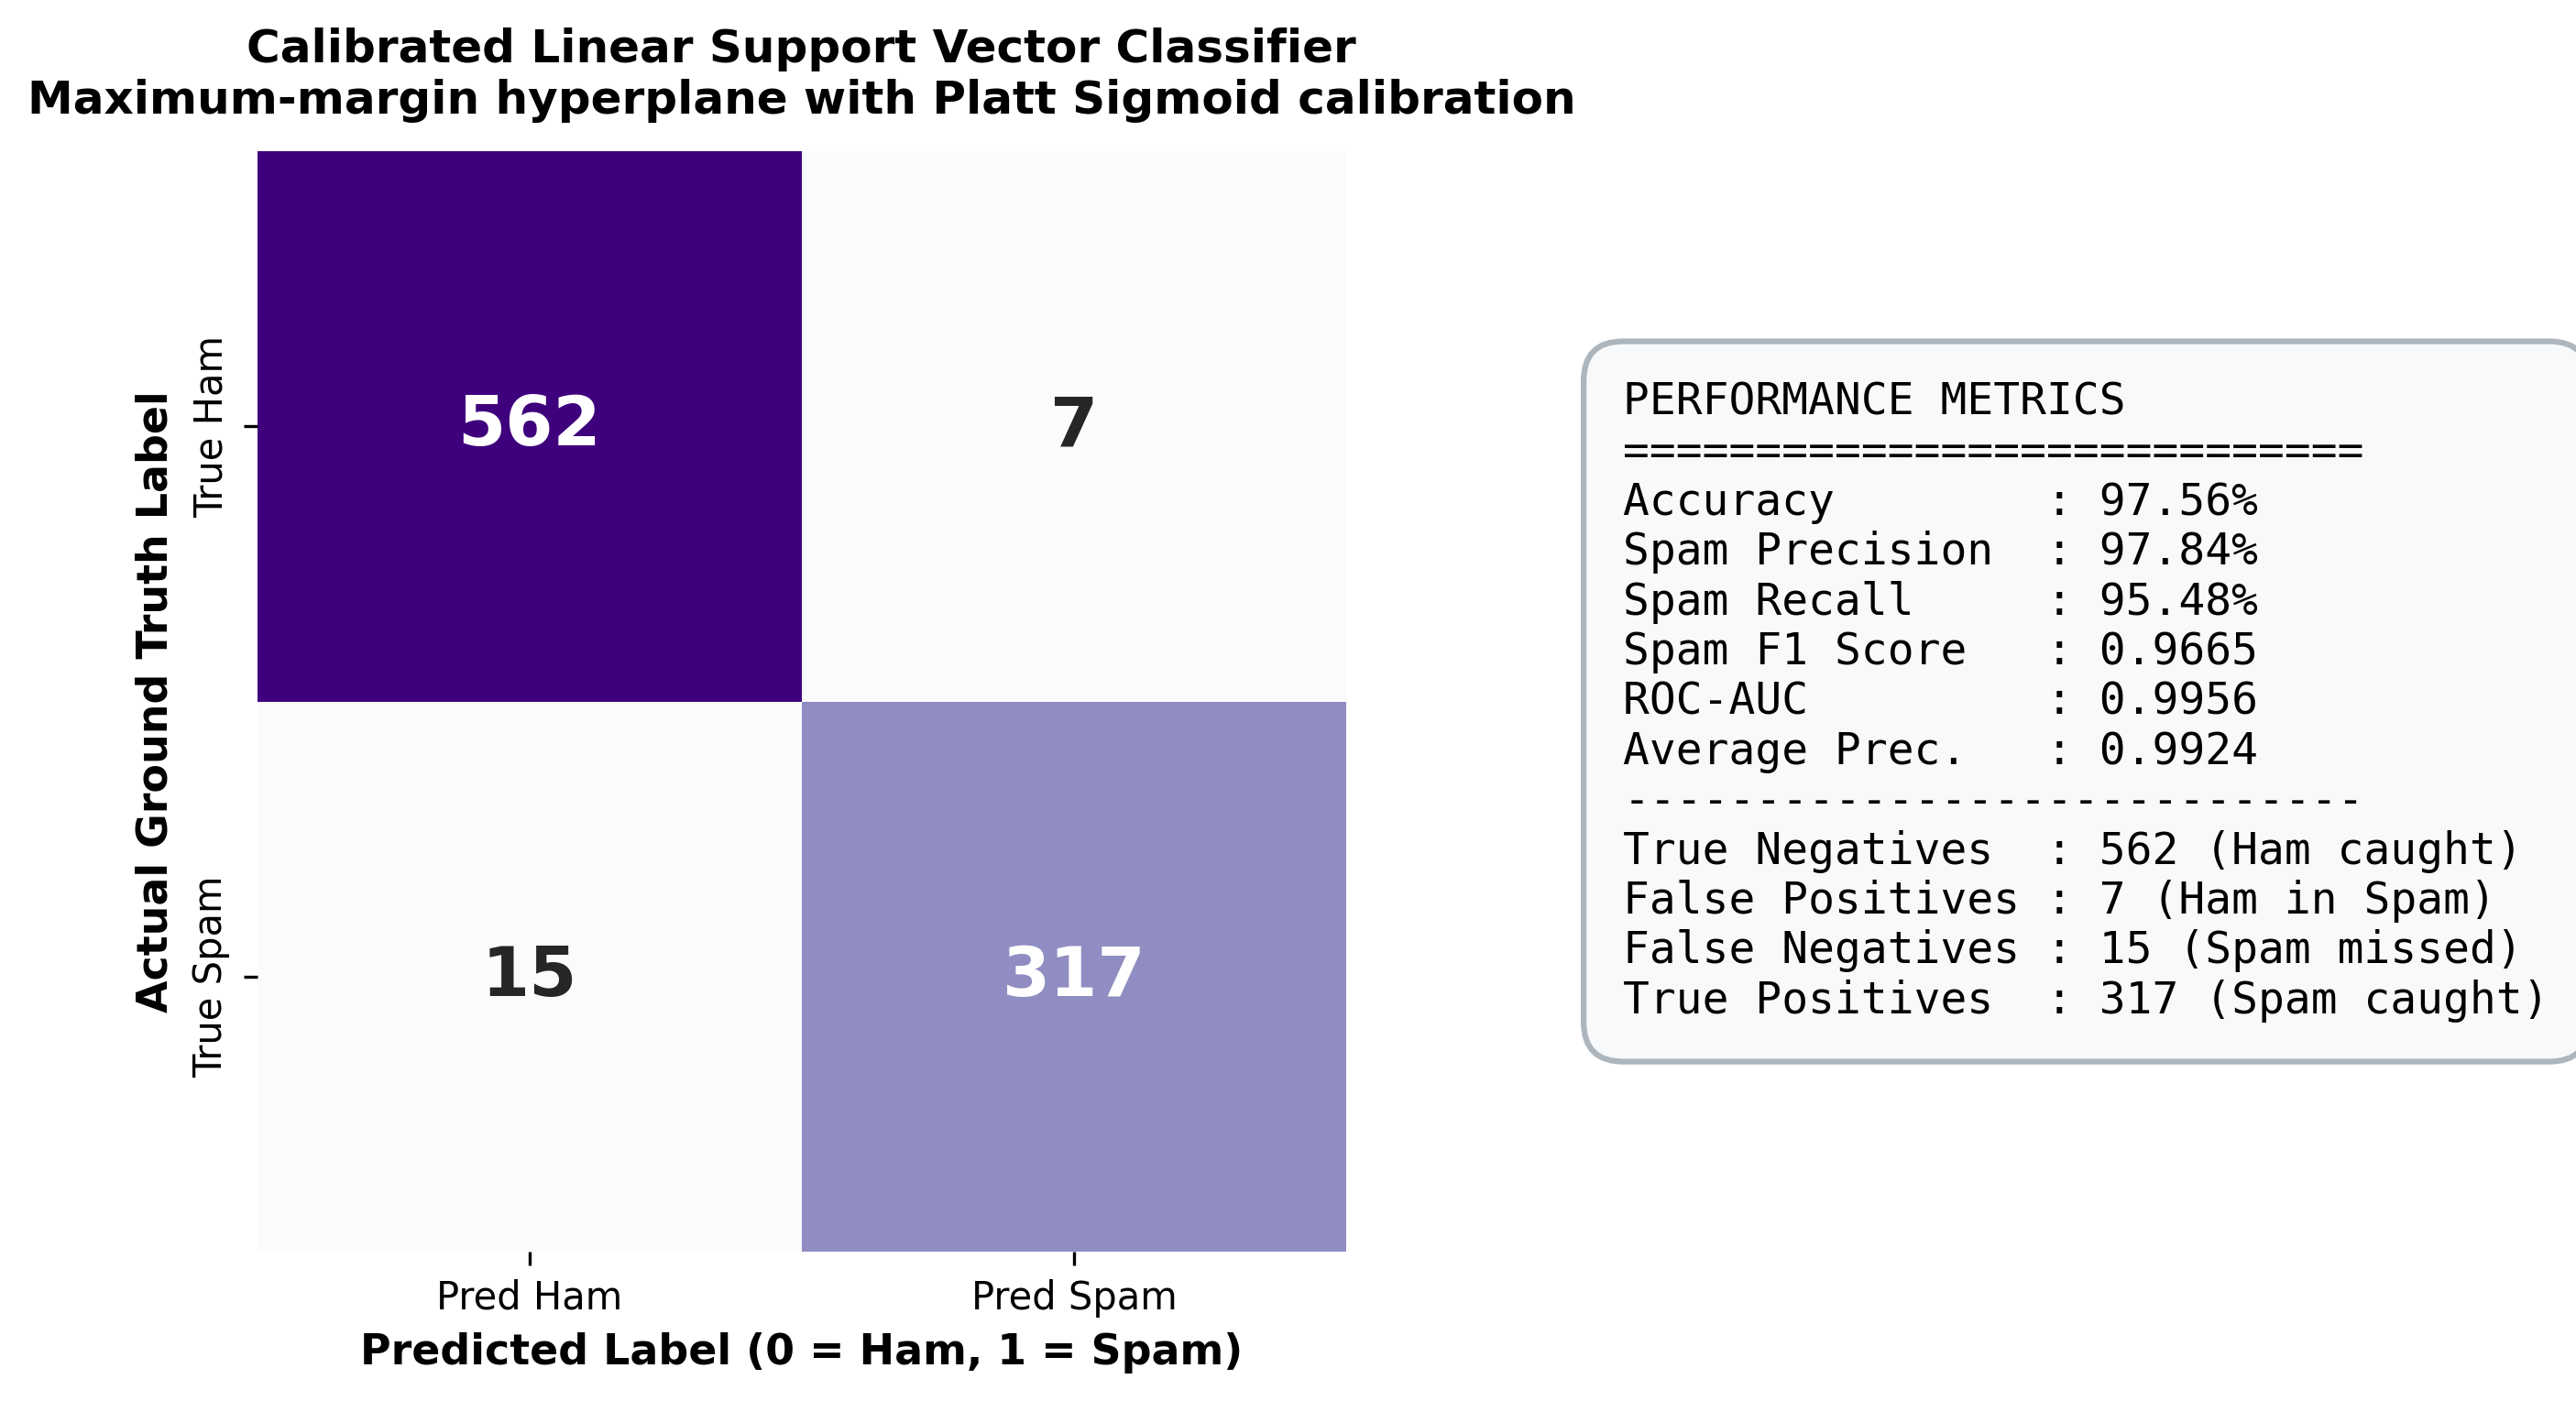 Calibrated Linear Support Vector Classifier
Maximum-margin hyperplane with Platt Sigmoid calibration
Actual Ground Truth Label
True Ham
562
7
True Spam
15
317
Pred Ham
Pred Spam
Predicted Label (0 = Ham, 1 = Spam)
PERFORMANCE METRICS
============================
Accuracy        : 97.56%
Spam Precision  : 97.84%
Spam Recall     : 95.48%
Spam F1 Score   : 0.9665
ROC-AUC         : 0.9956
Average Prec.   : 0.9924
----------------------------
True Negatives  : 562 (Ham caught)
False Positives : 7 (Ham in Spam)
False Negatives : 15 (Spam missed)
True Positives  : 317 (Spam caught)